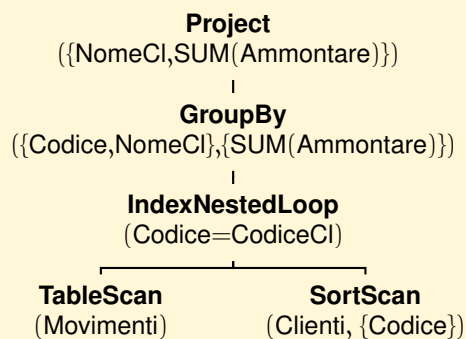 Project
({NomeCl,SUM(Ammontare)})
GroupBy
({Codice,NomeCl},{SUM(Ammontare)})
IndexNestedLoop
(Codice=CodiceCl)
TableScan SortScan
(Movimenti) (Clienti, {Codice})